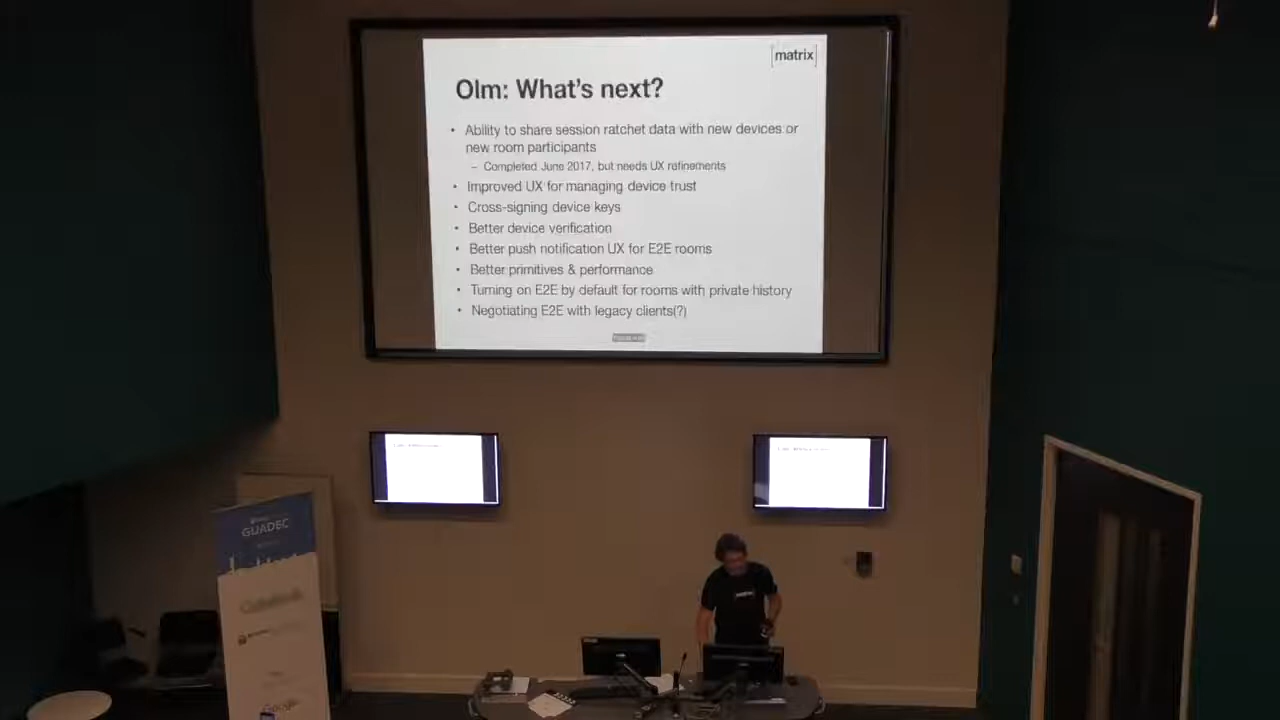 [matrix]
Olm: What's next?
• Ability to share session ratchet data with new devices or
new room participants
– Completed June 2017, but needs UX refinements
• Improved UX for managing device trust
• Cross-signing device keys
• Better device verification
• Better push notification UX for E2E rooms
• Better primitives & performance
• Turning on E2E by default for rooms with private history
• Negotiating E2E with legacy clients(?)
GUADEC
Google